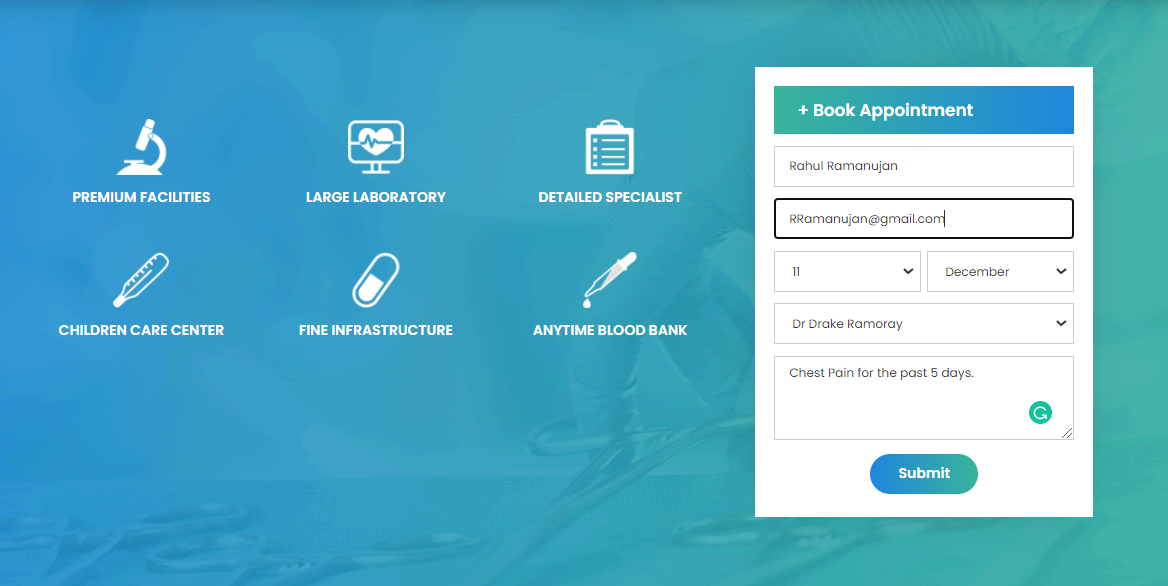 PREMIUM FACILITIES
LARGE LABORATORY
DETAILED SPECIALIST
CHILDREN CARE CENTER
FINE INFRASTRUCTURE
ANYTIME BLOOD BANK
+ Book Appointment
Rahul Ramanujan
RRamanujan@gmail.com
11 December
Dr Drake Ramoray
Chest Pain for the past 5 days.
Submit